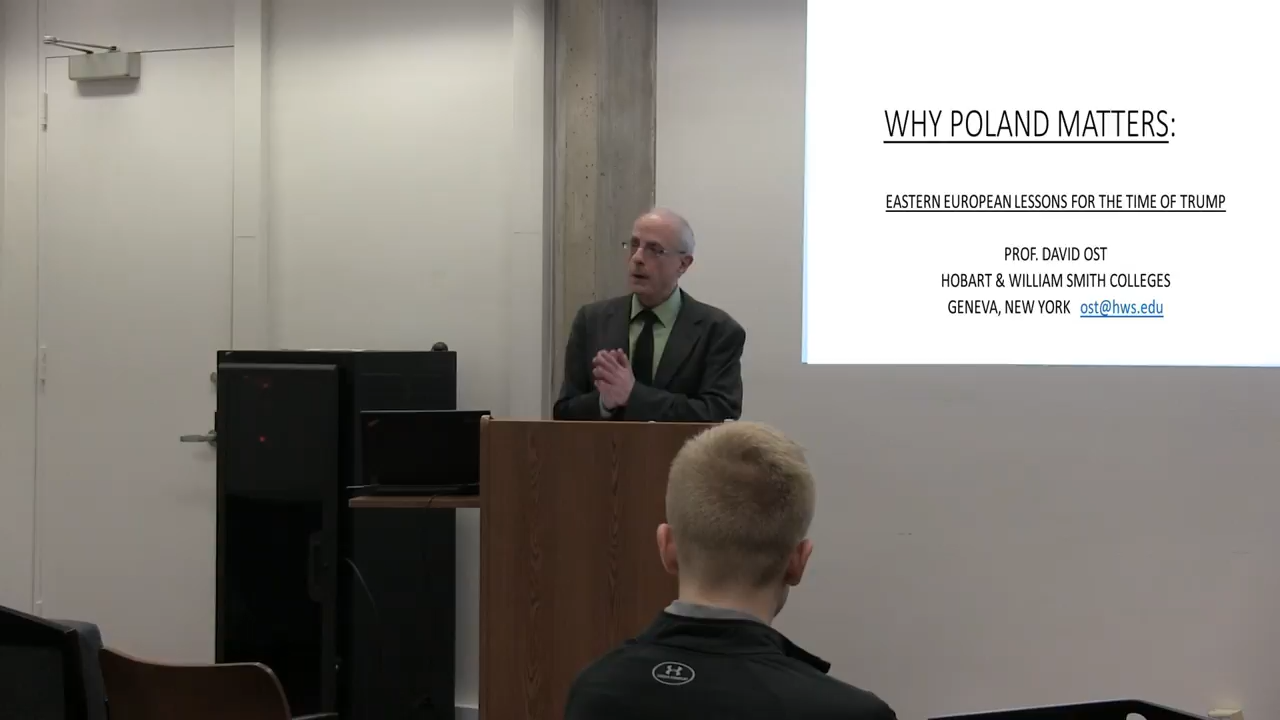 WHY POLAND MATTERS:
EASTERN EUROPEAN LESSONS FOR THE TIME OF TRUMP
PROF. DAVID OST
HOBART & WILLIAM SMITH COLLEGES
GENEVA, NEW YORK ost@hws.edu